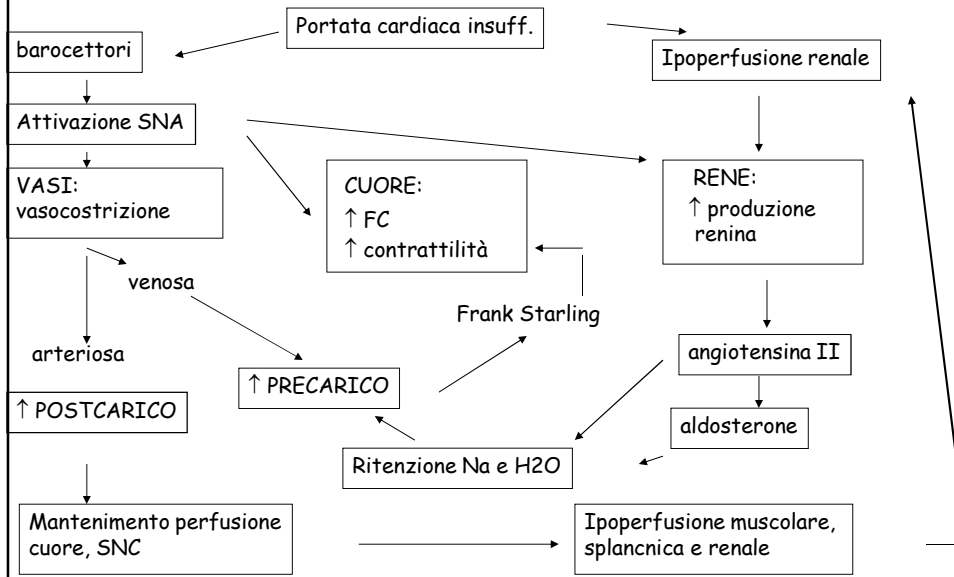 Portata cardiaca insuff.
barocettori
Ipoperfusione renale
Attivazione SNA
VASI:
vasocostrizione
CUORE:
↑ FC
↑ contrattilità
RENE:
↑ produzione
renina
venosa
Frank Starling
arteriosa
angiotensina II
↑ PRECARICO
↑ POSTCARICO
aldosterone
Ritenzione Na e H2O
Mantenimento perfusione
cuore, SNC
Ipoperfusione muscolare,
splancnica e renale